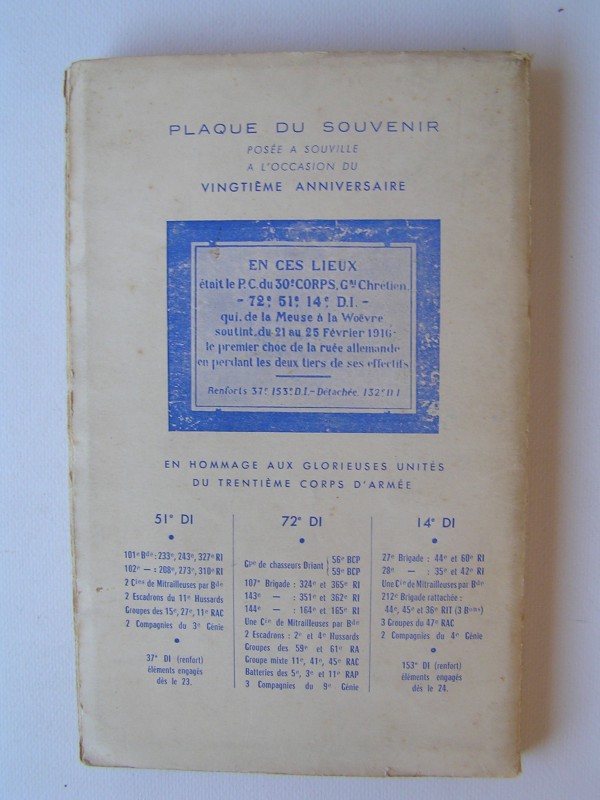 PLAQUE DU SOUVENIR
POSÉE A SOUVILLE
A L'OCCASION DU
VINGTIÈME ANNIVERSAIRE
EN CES LIEUX
était le P.C. du 30e CORPS, Gal Chrétien
- 72e 51e 14e D.I. -
qui, de la Meuse à la Woëvre
soutint, du 21 au 25 Février 1916
le premier choc de la ruée allemande
en perdant les deux tiers de ses effectifs
Renforts 37e 153e D.I. - Détachée, 132e D I
EN HOMMAGE AUX GLORIEUSES UNITÉS
DU TRENTIÈME CORPS D'ARMÉE
51e DI
101e Bde : 233e, 243e, 327e RI
102e — : 208e, 273e, 310e RI
2 Cies de Mitrailleuses par Bde
2 Escadrons du 11e Hussards
Groupes des 15e, 27e, 11e RAC
2 Compagnies du 3e Génie
37e DI (renfort)
éléments engagés
dès le 23.
72e DI
Gie de chasseurs Driant { 56e BCP
59e BCP
107e Brigade : 324e et 365e RI
143e — : 351e et 362e RI
144e — : 164e et 165e RI
Une Cie de Mitrailleuses par Bde
2 Escadrons : 2e et 4e Hussards
Groupes des 59e et 61e RA
Groupe mixte 11e, 41e, 45e RAC
Batteries des 5e, 3e et 11e RAP
3 Compagnies du 9e Génie
14e DI
27e Brigade : 44e et 60e RI
28e — : 35e et 42e RI
Une Cie de Mitrailleuses par Bde
212e Brigade rattachée :
44e, 45e et 36e RIT (3 Bons)
3 Groupes du 47e RAC
2 Compagnies du 4e Génie
153e DI (renfort)
éléments engagés
dès le 24.